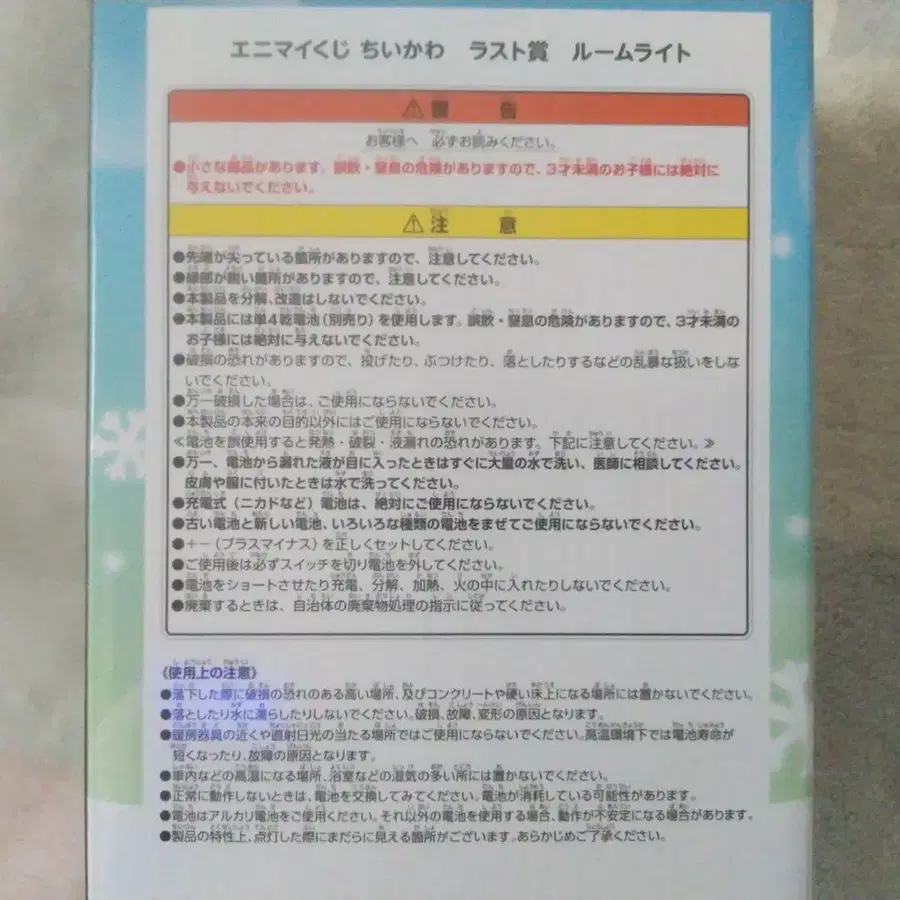 エニマイくじ ちいかわ ラスト賞 ルームライト
⚠警 告
お客様へ 必ずお読みください。
●小さな部品があります。誤飲・窒息の危険がありますので、3才未満のお子様には絶対に
与えないでください。
⚠注 意
●先端が尖っている箇所がありますので、注意してください。
●縁部が鋭い箇所がありますので、注意してください。
●本製品を分解、改造はしないでください。
●本製品には単4乾電池(別売り)を使用します。誤飲・窒息の危険がありますので、3才未満の
お子様には絶対に与えないでください。
●破損の恐れがありますので、投げたり、ぶつけたり、落としたりするなどの乱暴な扱いをしな
いでください。
●万一破損した場合は、ご使用にならないでください。
●本製品の本来の目的以外にはご使用にならないでください。
≪電池を誤使用すると発熱・破裂・液漏れの恐れがあります。下記に注意してください。≫
●万一、電池から漏れた液が目に入ったときはすぐに大量の水で洗い、医師に相談してください。
皮膚や服に付いたときは水で洗ってください。
●充電式(ニカドなど)電池は、絶対にご使用にならないでください。
●古い電池と新しい電池、いろいろな種類の電池をまぜてご使用にならないでください。
●+-(プラスマイナス)を正しくセットしてください。
●ご使用後は必ずスイッチを切り電池を外してください。
●電池をショートさせたり充電、分解、加熱、火の中に入れたりしないでください。
●廃棄するときは、自治体の廃棄物処理の指示に従ってください。
《使用上の注意》
●落下した際に破損の恐れのある高い場所、及びコンクリートや硬い床上になる場所には置かないでください。
●落としたり水に濡らしたりしないでください。破損、故障、変形の原因となります。
●暖房器具の近くや直射日光の当たる場所ではご使用にならないでください。高温環境下では電池寿命が
短くなったり、故障の原因となります。
●車内などの高温になる場所、浴室などの湿気の多い所には置かないでください。
●正常に動作しないときは、電池を交換してみてください。電池が消耗している可能性があります。
●電池はアルカリ電池をご使用ください。それ以外の電池を使用する場合、動作が不安定になる場合があります。
●製品の特性上、点灯した際にまだらに見える箇所がございます。あらかじめご了承ください。